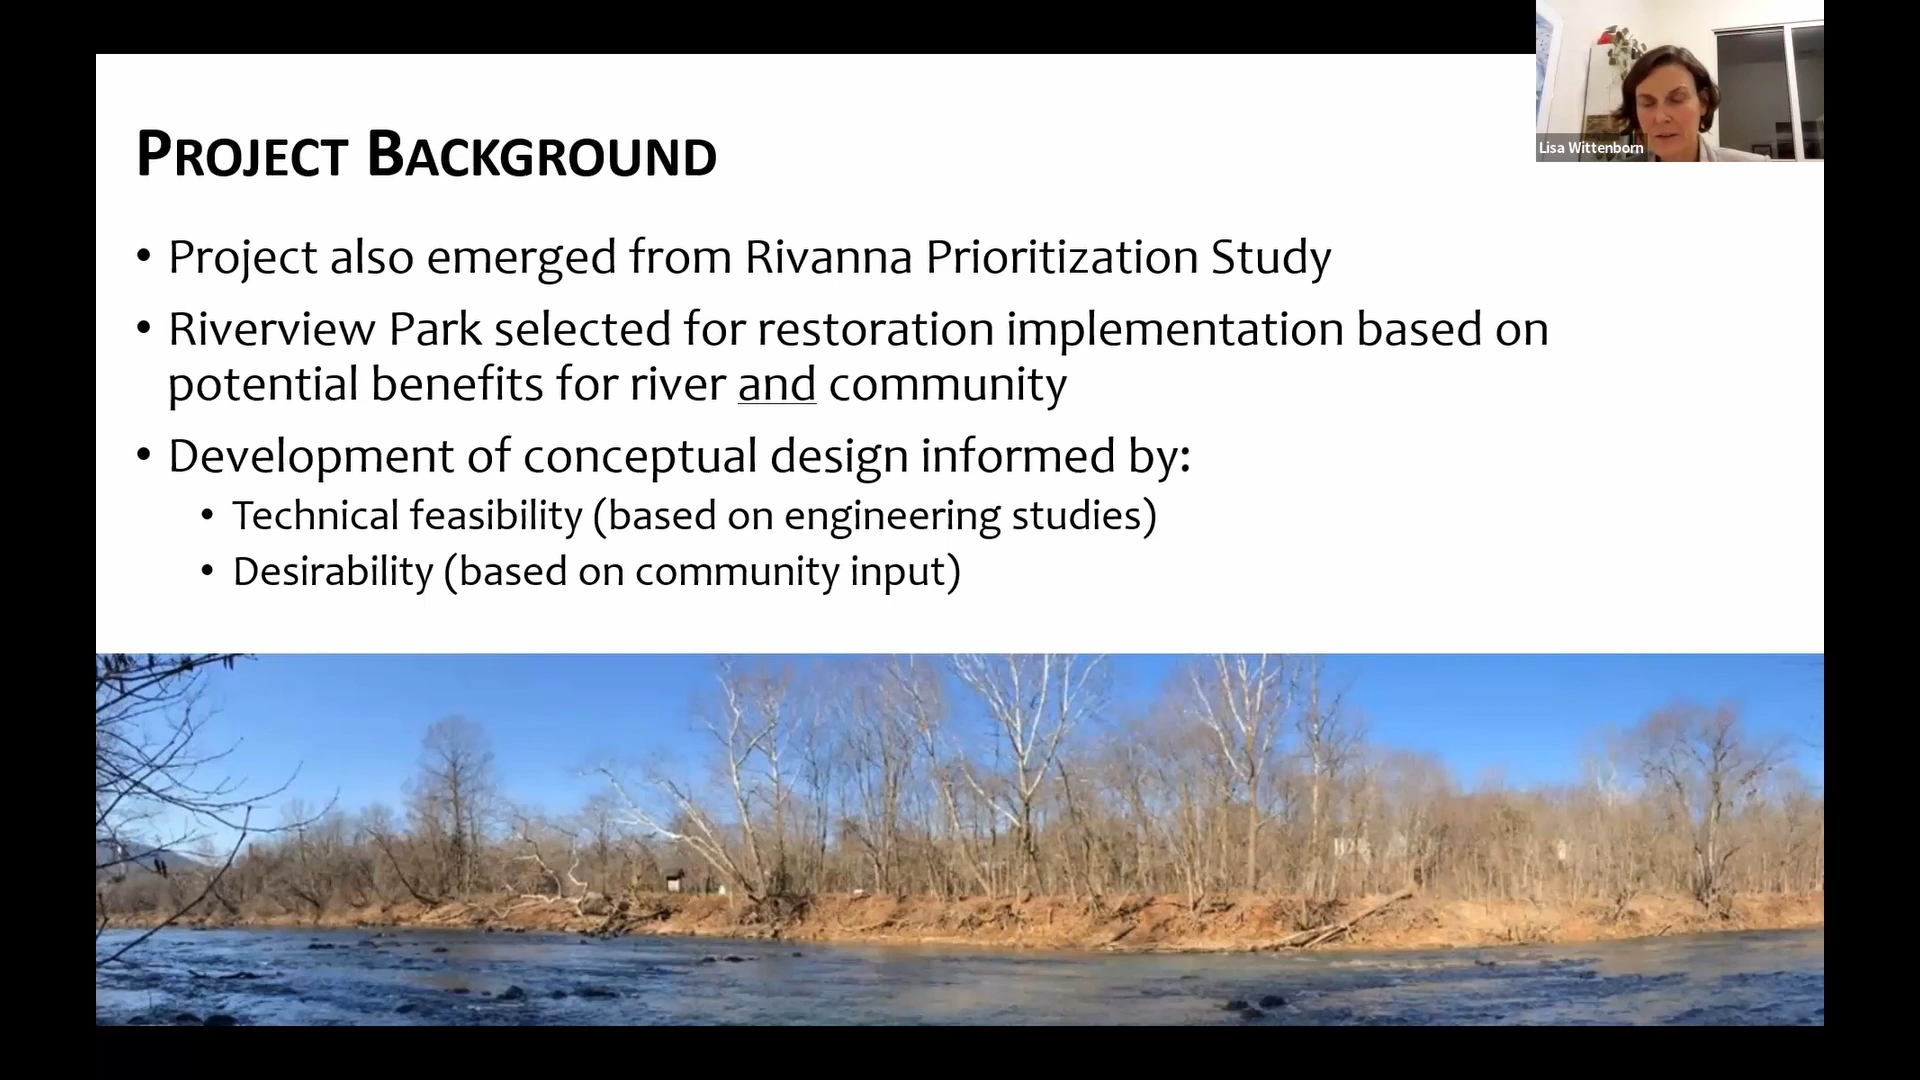 PROJECT BACKGROUND
• Project also emerged from Rivanna Prioritization Study
• Riverview Park selected for restoration implementation based on
potential benefits for river and community
• Development of conceptual design informed by:
• Technical feasibility (based on engineering studies)
• Desirability (based on community input)
Lisa Wittenborn